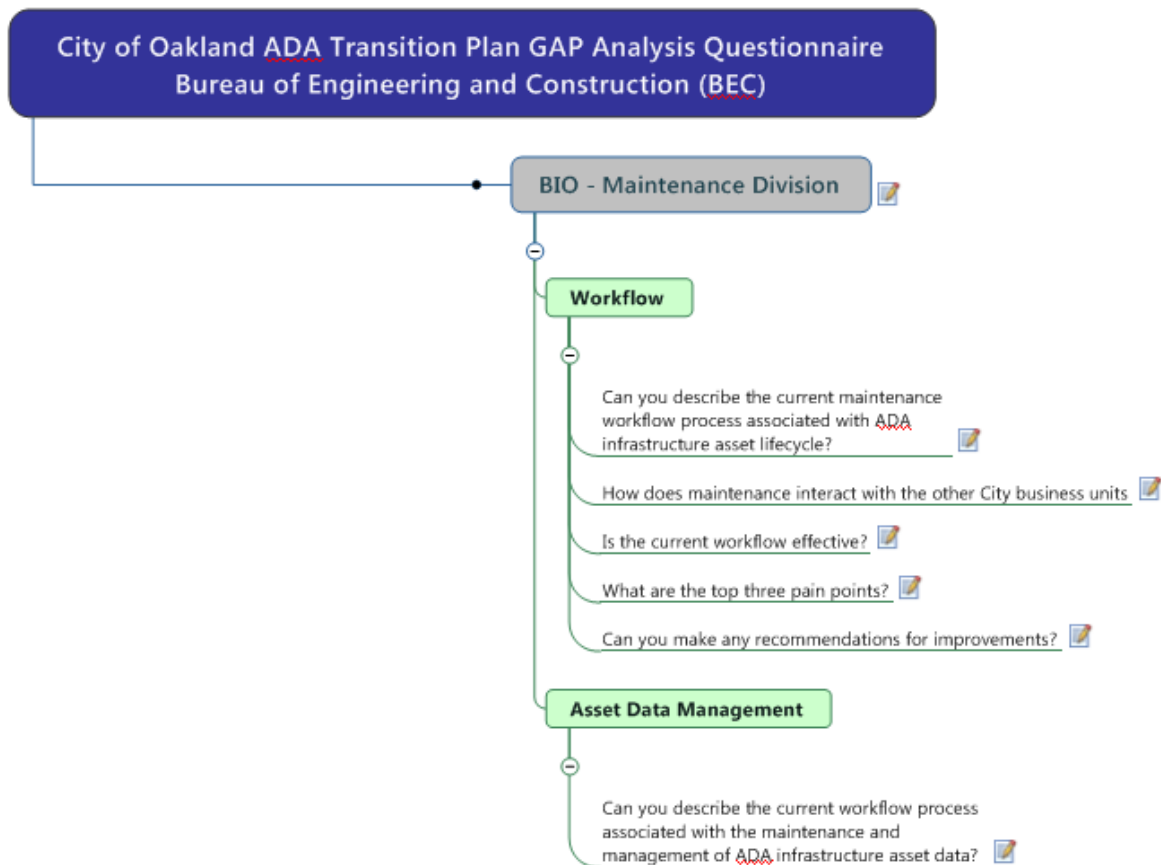 City of Oakland ADA Transition Plan GAP Analysis Questionnaire
Bureau of Engineering and Construction (BEC)
BIO - Maintenance Division
Workflow
Can you describe the current maintenance
workflow process associated with ADA
infrastructure asset lifecycle?
How does maintenance interact with the other City business units
Is the current workflow effective?
What are the top three pain points?
Can you make any recommendations for improvements?
Asset Data Management
Can you describe the current workflow process
associated with the maintenance and
management of ADA infrastructure asset data?